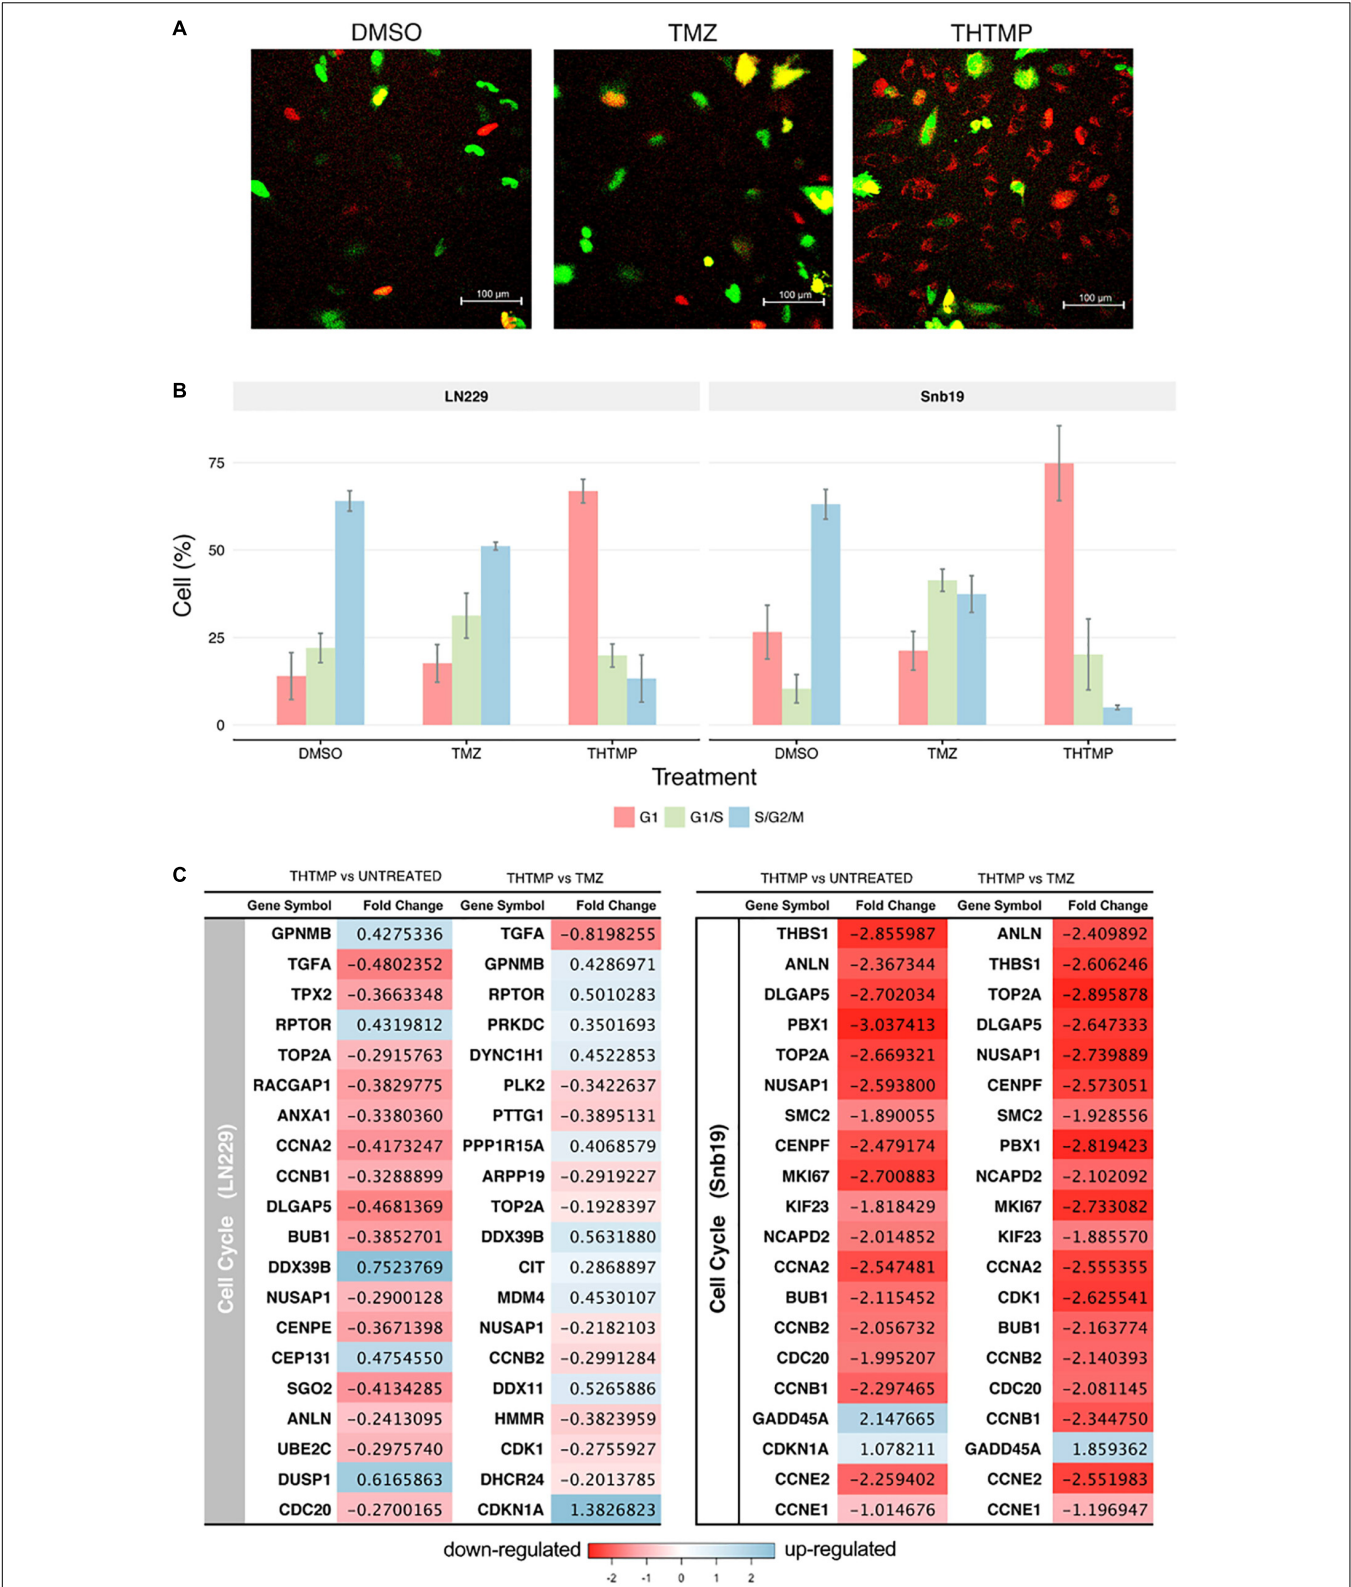 A
DMSO TMZ THTMP
100 μm 100 μm 100 μm
B
LN229 Snb19
75
50
25
0
Cell (%)
DMSO TMZ THTMP DMSO TMZ THTMP
Treatment
G1 G1/S S/G2/M
C
THTMP vs UNTREATED THTMP vs TMZ THTMP vs UNTREATED THTMP vs TMZ
Gene Symbol Fold Change Gene Symbol Fold Change Gene Symbol Fold Change Gene Symbol Fold Change
Cell Cycle (LN229)
Cell Cycle (Snb19)
GPNMB 0.4275336 TGFA −0.8198255 THBS1 −2.855987 ANLN −2.409892
TGFA −0.4802352 GPNMB 0.4286971 ANLN −2.367344 THBS1 −2.606246
TPX2 −0.3663348 RPTOR 0.5010283 DLGAP5 −2.702034 TOP2A −2.895878
RPTOR 0.4319812 PRKDC 0.3501693 PBX1 −3.037413 DLGAP5 −2.647333
TOP2A −0.2915763 DYNC1H1 0.4522853 TOP2A −2.669321 NUSAP1 −2.739889
RACGAP1 −0.3829775 PLK2 −0.3422637 NUSAP1 −2.593800 CENPF −2.573051
ANXA1 −0.3380360 PTTG1 −0.3895131 SMC2 −1.890055 SMC2 −1.928556
CCNA2 −0.4173247 PPP1R15A 0.4068579 CENPF −2.479174 PBX1 −2.819423
CCNB1 −0.3288899 ARPP19 −0.2919227 MKI67 −2.700883 NCAPD2 −2.102092
DLGAP5 −0.4681369 TOP2A −0.1928397 KIF23 −1.818429 MKI67 −2.733082
BUB1 −0.3852701 DDX39B 0.5631880 NCAPD2 −2.014852 KIF23 −1.885570
DDX39B 0.7523769 CIT 0.2868897 CCNA2 −2.547481 CCNA2 −2.555355
NUSAP1 −0.2900128 MDM4 0.4530107 BUB1 −2.115452 CDK1 −2.625541
CENPE −0.3671398 NUSAP1 −0.2182103 CCNB2 −2.056732 BUB1 −2.163774
CEP131 0.4754550 CCNB2 −0.2991284 CDC20 −1.995207 CCNB2 −2.140393
SGO2 −0.4134285 DDX11 0.5265886 CCNB1 −2.297465 CDC20 −2.081145
ANLN −0.2413095 HMMR −0.3823959 GADD45A 2.147665 CCNB1 −2.344750
UBE2C −0.2975740 CDK1 −0.2755927 CDKN1A 1.078211 GADD45A 1.859362
DUSP1 0.6165863 DHCR24 −0.2013785 CCNE2 −2.259402 CCNE2 −2.551983
CDC20 −0.2700165 CDKN1A 1.3826823 CCNE1 −1.014676 CCNE1 −1.196947
down-regulated up-regulated
-2 -1 0 1 2